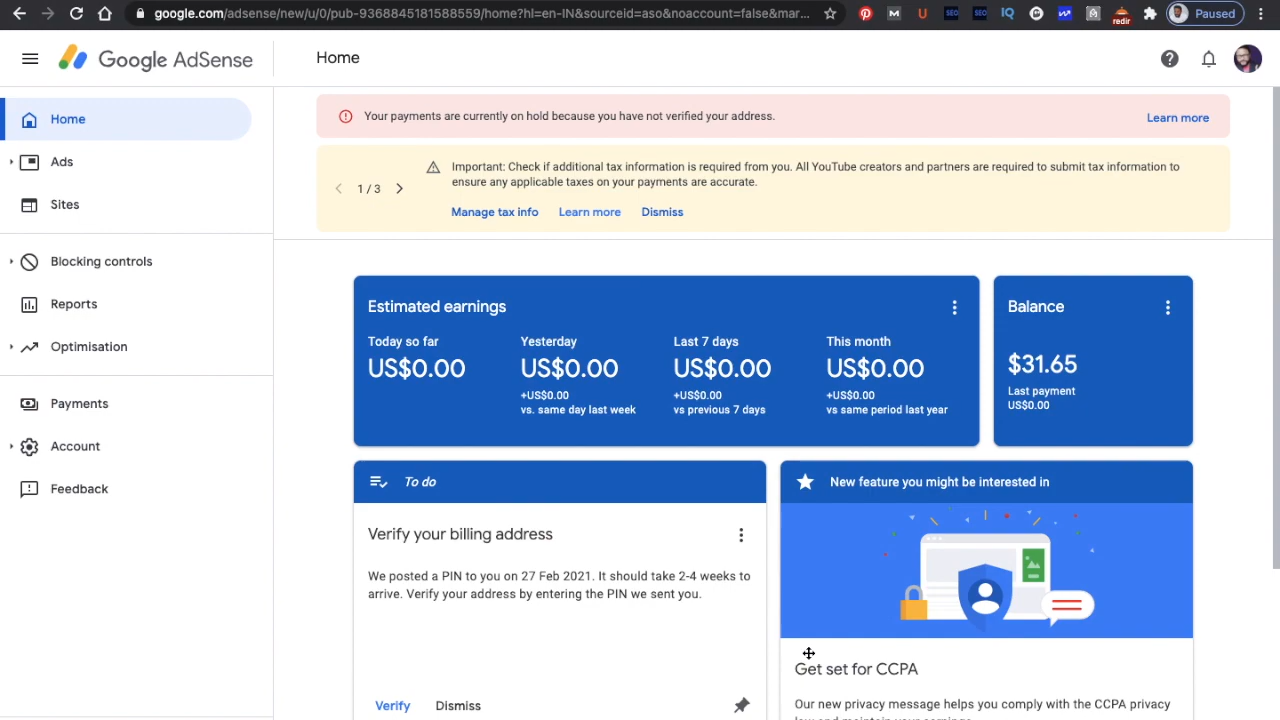 google.com/adsense/new/u/0/pub-9368845181588559/home?hl=en-IN&sourceid=aso&noaccount=false&mar...
Paused
Google AdSense
Home
Home
Ads
Sites
Blocking controls
Reports
Optimisation
Payments
Account
Feedback
Your payments are currently on hold because you have not verified your address.
Learn more
1 / 3
Important: Check if additional tax information is required from you. All YouTube creators and partners are required to submit tax information to
ensure any applicable taxes on your payments are accurate.
Manage tax info Learn more Dismiss
Estimated earnings
Today so far
US$0.00
Yesterday
US$0.00
+US$0.00
vs. same day last week
Last 7 days
US$0.00
+US$0.00
vs previous 7 days
This month
US$0.00
+US$0.00
vs same period last year
Balance
$31.65
Last payment
US$0.00
To do
Verify your billing address
We posted a PIN to you on 27 Feb 2021. It should take 2-4 weeks to
arrive. Verify your address by entering the PIN we sent you.
Verify Dismiss
New feature you might be interested in
Get set for CCPA
Our new privacy message helps you comply with the CCPA privacy